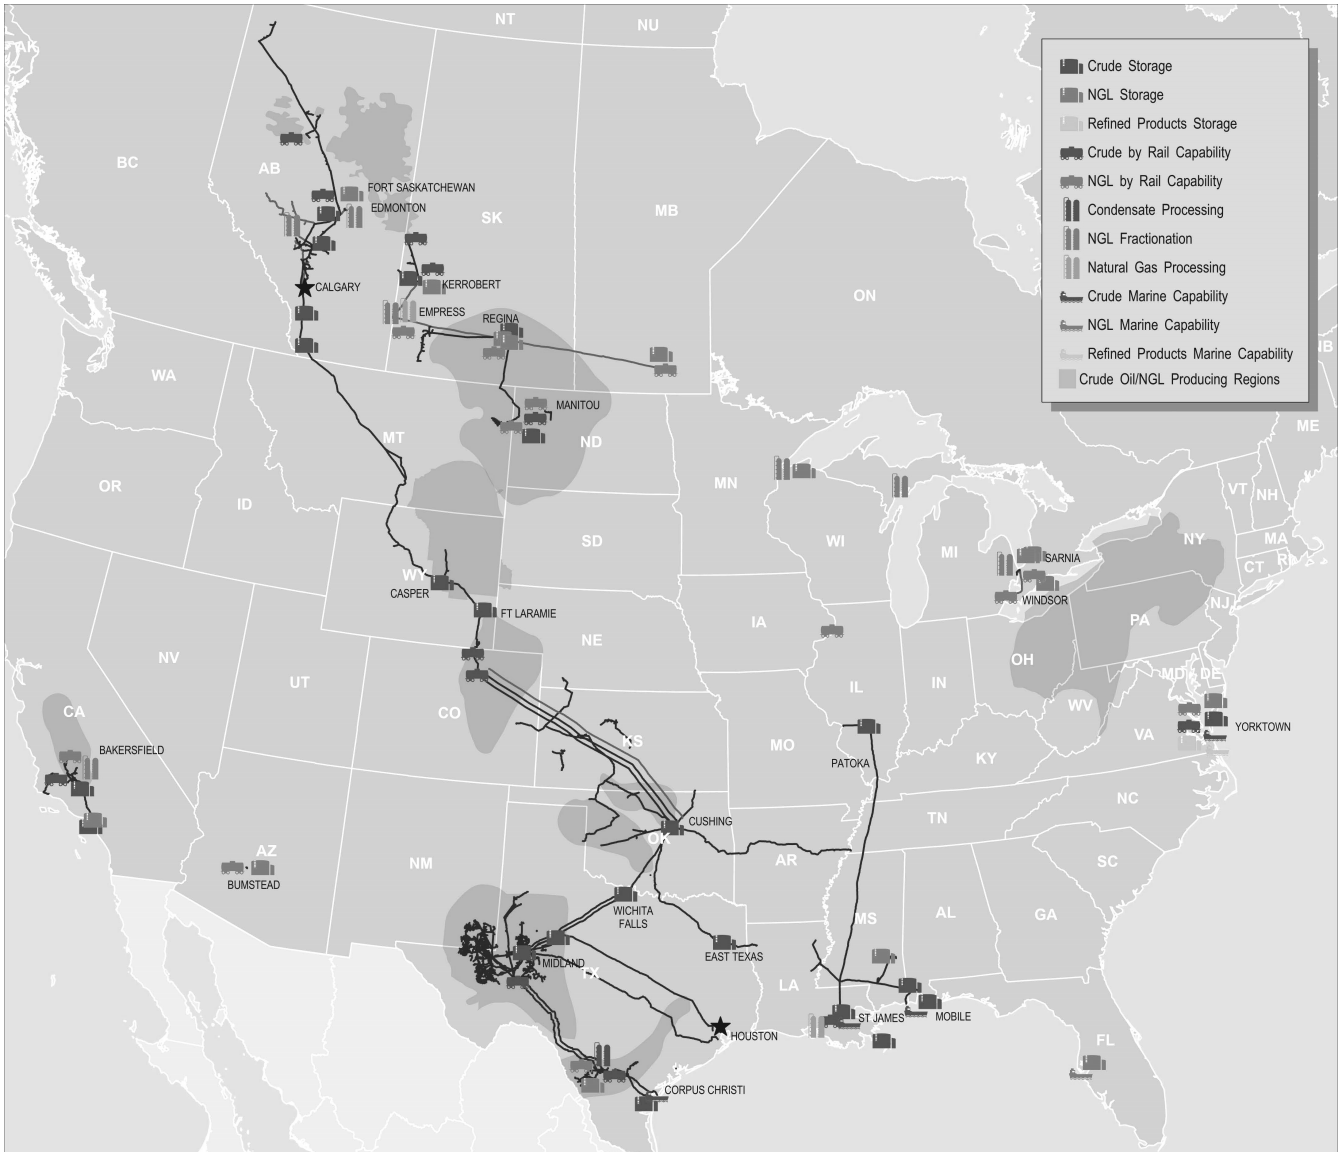 NT
NU
AK
Crude Storage
NGL Storage
Refined Products Storage
Crude by Rail Capability
NGL by Rail Capability
Condensate Processing
NGL Fractionation
Natural Gas Processing
Crude Marine Capability
NGL Marine Capability
Refined Products Marine Capability
Crude Oil/NGL Producing Regions
BC
AB
SK
MB
ON
NB
FORT SASKATCHEWAN
EDMONTON
CALGARY
KERROBERT
EMPRESS
REGINA
MANITOU
WA
MT
ND
ME
OR
ID
MN
VT
NH
SD
WI
MI
NY
MA
CT
RI
SARNIA
WINDSOR
WY
CASPER
FT LARAMIE
NJ
PA
NE
IA
NV
UT
OH
IL
IN
MD
DE
CA
CO
WV
KS
MO
VA
YORKTOWN
BAKERSFIELD
PATOKA
KY
NC
TN
CUSHING
OK
AZ
NM
AR
SC
BUMSTEAD
WICHITA
FALLS
MS
AL
GA
EAST TEXAS
MIDLAND
TX
LA
ST JAMES
MOBILE
HOUSTON
FL
CORPUS CHRISTI